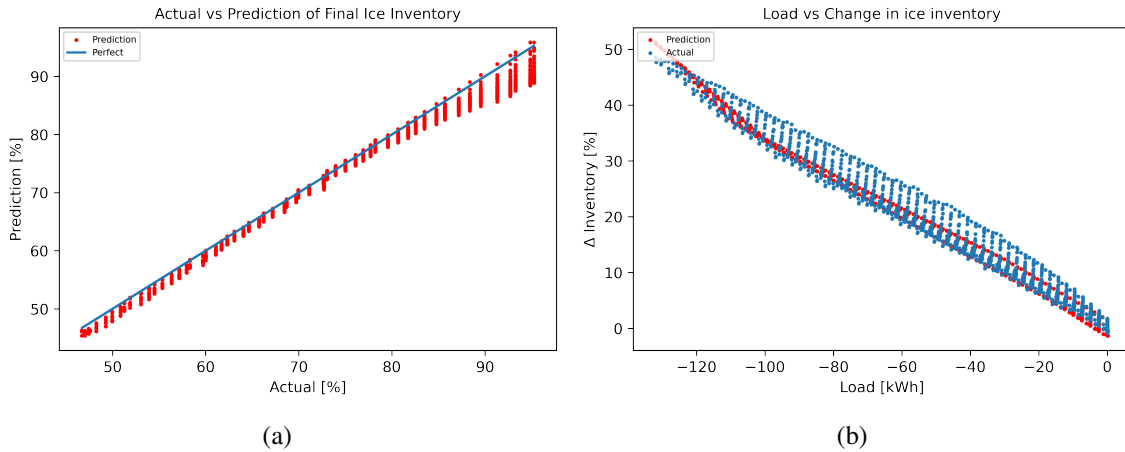 Actual vs Prediction of Final Ice Inventory
Prediction
Perfect
90
80
70
60
50
Prediction [%]
50 60 70 80 90
Actual [%]
(a)
Load vs Change in ice inventory
Prediction
Actual
50
40
30
20
10
0
Δ Inventory [%]
−120 −100 −80 −60 −40 −20 0
Load [kWh]
(b)